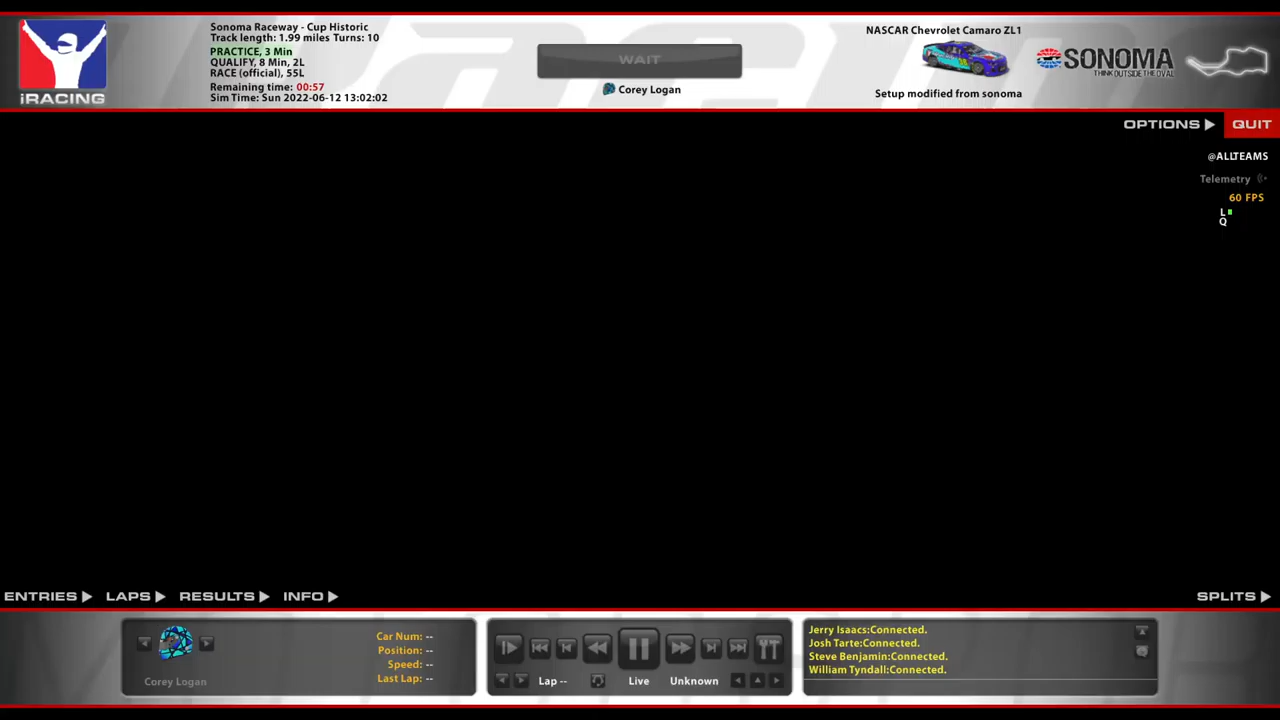 iRACING
Sonoma Raceway - Cup Historic
Track length: 1.99 miles Turns: 10
PRACTICE, 3 Min
QUALIFY, 8 Min, 2L
RACE (official), 55L
Remaining time: 00:57
Sim Time: Sun 2022-06-12 13:02:02
WAIT
Corey Logan
NASCAR Chevrolet Camaro ZL1
Setup modified from sonoma
SONOMA
THINK OUTSIDE THE OVAL
OPTIONS
QUIT
@ALLTEAMS
Telemetry
60 FPS
L
Q
ENTRIES
LAPS
RESULTS
INFO
SPLITS
Corey Logan
Car Num: --
Position: --
Speed: --
Last Lap: --
Lap --
Live
Unknown
Jerry Isaacs:Connected.
Josh Tarte:Connected.
Steve Benjamin:Connected.
William Tyndall:Connected.